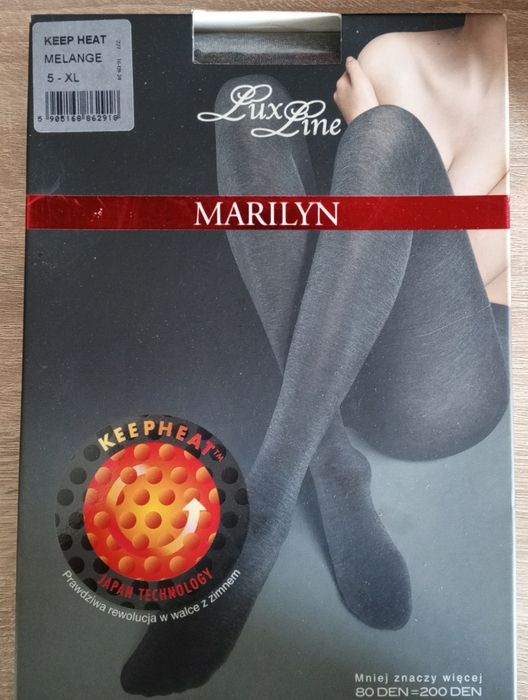 KEEP HEAT
MELANGE
5 - XL
5 905168 862918
Lux Line
MARILYN
KEEPHEAT™
JAPAN TECHNOLOGY
Prawdziwa rewolucja w walce z zimnem
Mniej znaczy więcej
80 DEN = 200 DEN